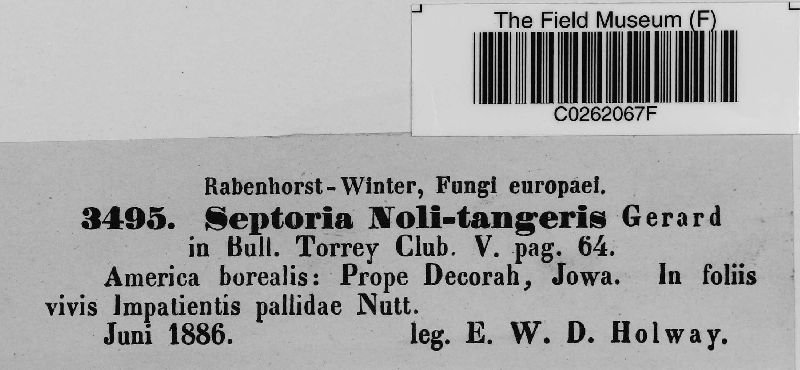 The Field Museum (F)
C0262067F
Rabenhorst-Winter, Fungi europaei.
3495. Septoria Noli-tangeris Gerard
in Bull. Torrey Club. V. pag. 64.
America borealis: Prope Decorah, Jowa. In foliis
vivis Impatientis pallidae Nutt.
Juni 1886. leg. E. W. D. Holway.